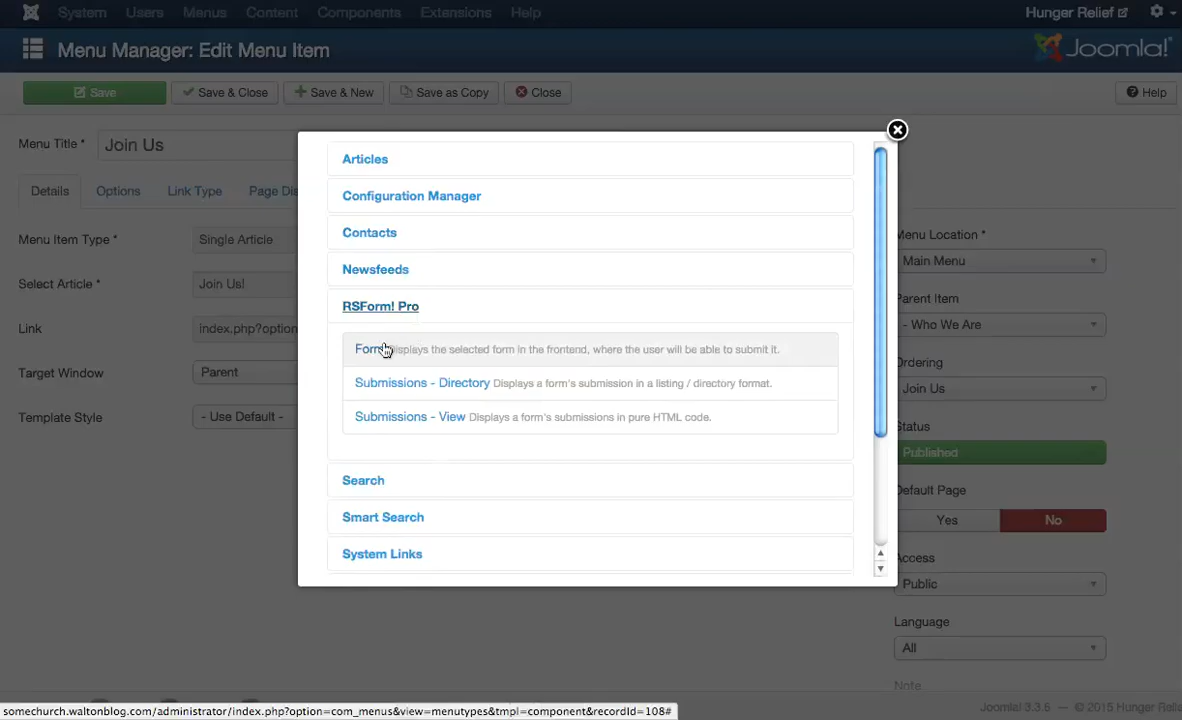 System Users Menus Content Components Extensions Help Hunger Relief
Menu Manager: Edit Menu Item Joomla!®
Save Save & Close Save & New Save as Copy Close Help
Menu Title * Join Us
Details Options Link Type Page Dis
Menu Item Type * Single Article
Select Article * Join Us!
Link index.php?option
Target Window Parent
Template Style - Use Default -
Articles
Configuration Manager
Contacts
Newsfeeds
RSForm! Pro
Form Displays the selected form in the frontend, where the user will be able to submit it.
Submissions - Directory Displays a form's submission in a listing / directory format.
Submissions - View Displays a form's submissions in pure HTML code.
Search
Smart Search
System Links
Menu Location *
Main Menu
Parent Item
- Who We Are
Ordering
Join Us
Status
Published
Default Page
Yes No
Access
Public
Language
All
Note
somechurch.waltonblog.com/administrator/index.php?option=com_menus&view=menutypes&tmpl=component&recordId=108#
Joomla! 3.3.6 — © 2015 Hunger Relie